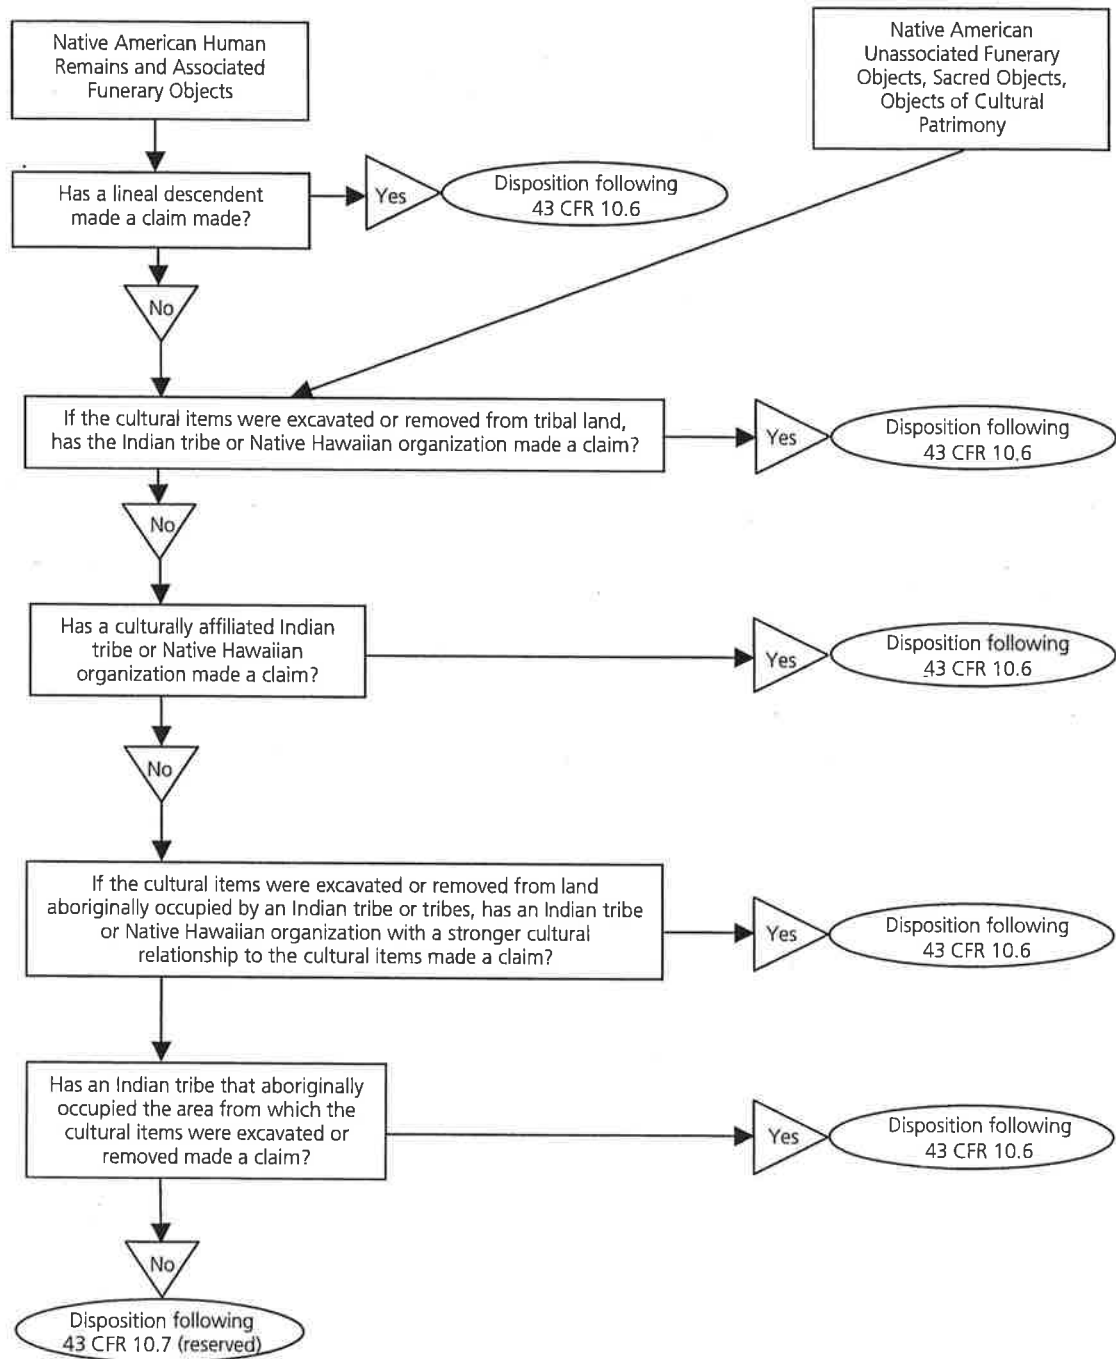 Native American Human
Remains and Associated
Funerary Objects
Native American
Unassociated Funerary
Objects, Sacred Objects,
Objects of Cultural
Patrimony
Has a lineal descendent
made a claim made?
Yes
Disposition following
43 CFR 10.6
No
If the cultural items were excavated or removed from tribal land,
has the Indian tribe or Native Hawaiian organization made a claim?
Yes
Disposition following
43 CFR 10.6
No
Has a culturally affiliated Indian
tribe or Native Hawaiian
organization made a claim?
Yes
Disposition following
43 CFR 10.6
No
If the cultural items were excavated or removed from land
aboriginally occupied by an Indian tribe or tribes, has an Indian tribe
or Native Hawaiian organization with a stronger cultural
relationship to the cultural items made a claim?
Yes
Disposition following
43 CFR 10.6
Has an Indian tribe that aboriginally
occupied the area from which the
cultural items were excavated or
removed made a claim?
Yes
Disposition following
43 CFR 10.6
No
Disposition following
43 CFR 10.7 (reserved)